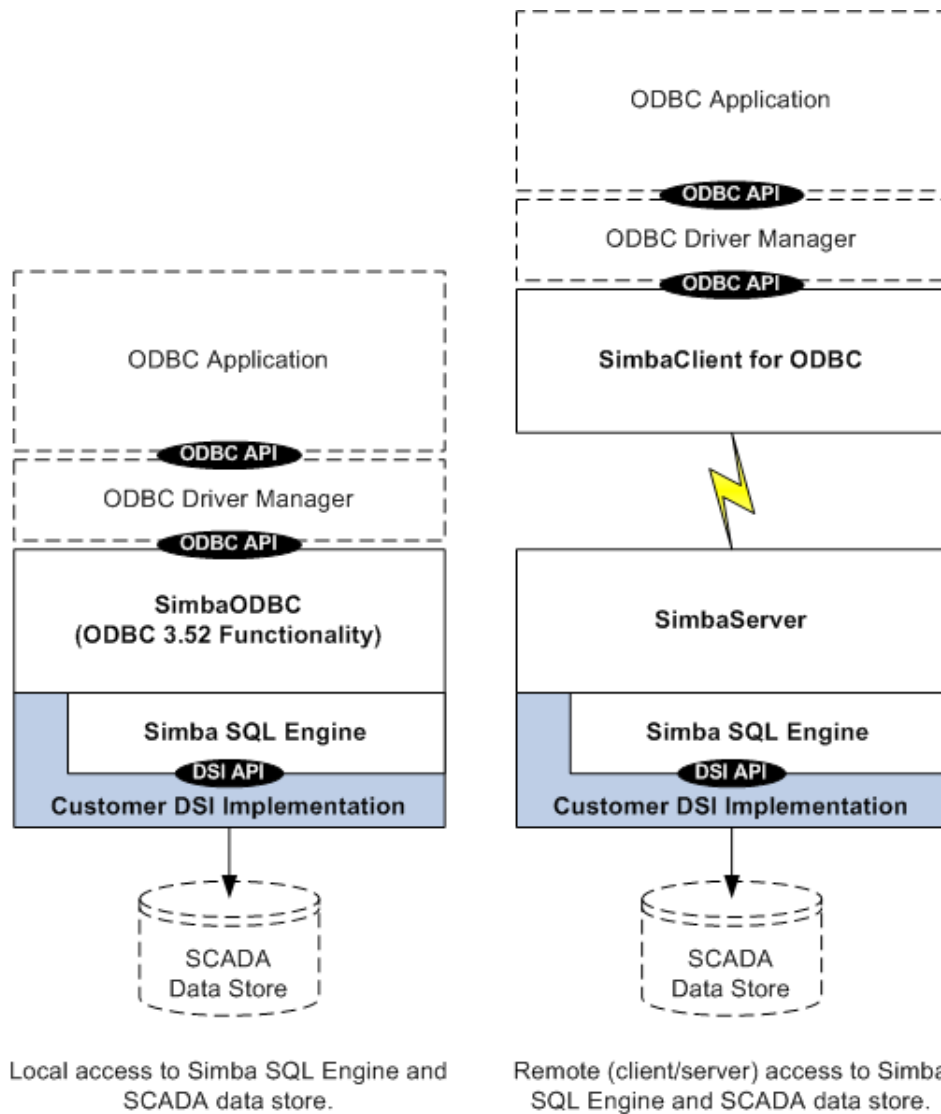 ODBC Application
ODBC API
ODBC Driver Manager
ODBC API
SimbaODBC
(ODBC 3.52 Functionality)
Simba SQL Engine
DSI API
Customer DSI Implementation
SCADA
Data Store
Local access to Simba SQL Engine and
SCADA data store.
ODBC Application
ODBC API
ODBC Driver Manager
ODBC API
SimbaClient for ODBC
SimbaServer
Simba SQL Engine
DSI API
Customer DSI Implementation
SCADA
Data Store
Remote (client/server) access to Simba
SQL Engine and SCADA data store.